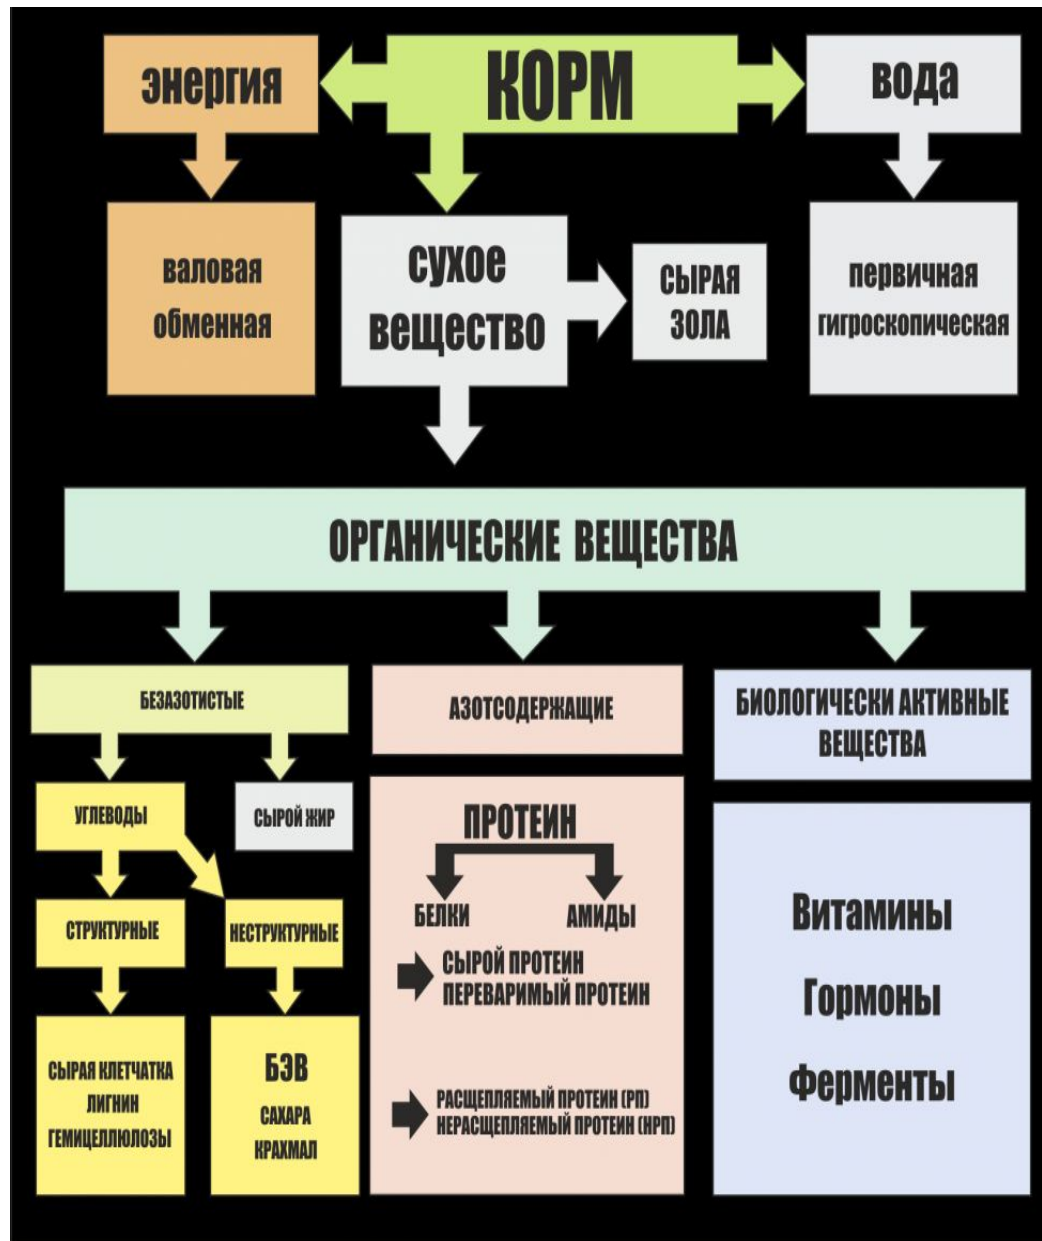 энергия
КОРМ
вода
валовая
обменная
сухое
вещество
СЫРАЯ
ЗОЛА
первичная
гигроскопическая
ОРГАНИЧЕСКИЕ ВЕЩЕСТВА
БЕЗАЗОТИСТЫЕ
АЗОТСОДЕРЖАЩИЕ
БИОЛОГИЧЕСКИ АКТИВНЫЕ
ВЕЩЕСТВА
УГЛЕВОДЫ
СЫРОЙ ЖИР
СТРУКТУРНЫЕ
НЕСТРУКТУРНЫЕ
СЫРАЯ КЛЕТЧАТКА
ЛИГНИН
ГЕМИЦЕЛЛЮЛОЗЫ
БЭВ
САХАРА
КРАХМАЛ
ПРОТЕИН
БЕЛКИ
АМИДЫ
СЫРОЙ ПРОТЕИН
ПЕРЕВАРИМЫЙ ПРОТЕИН
РАСЩЕПЛЯЕМЫЙ ПРОТЕИН (РП)
НЕРАСЩЕПЛЯЕМЫЙ ПРОТЕИН (НРП)
Витамины
Гормоны
Ферменты